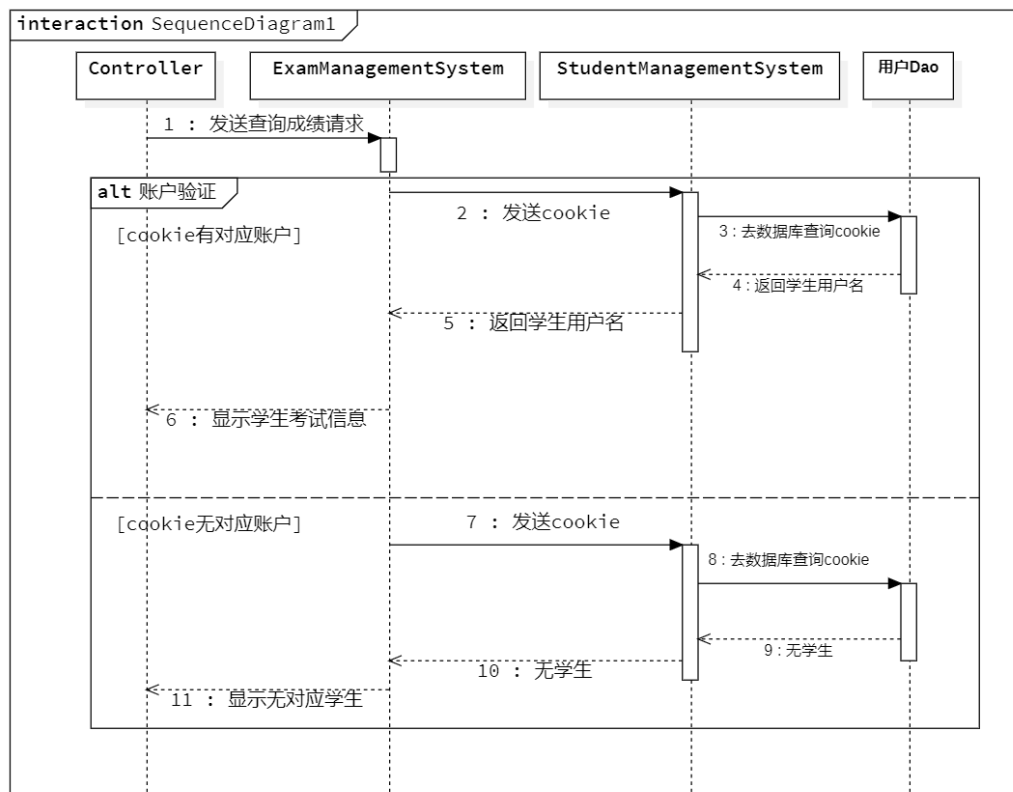 interaction SequenceDiagram1
Controller
ExamManagementSystem
StudentManagementSystem
用户Dao
1 : 发送查询成绩请求
alt 账户验证
2 : 发送cookie
[cookie有对应账户]
3 : 去数据库查询cookie
4 : 返回学生用户名
5 : 返回学生用户名
6 : 显示学生考试信息
[cookie无对应账户]
7 : 发送cookie
8 : 去数据库查询cookie
9 : 无学生
10 : 无学生
11 : 显示无对应学生